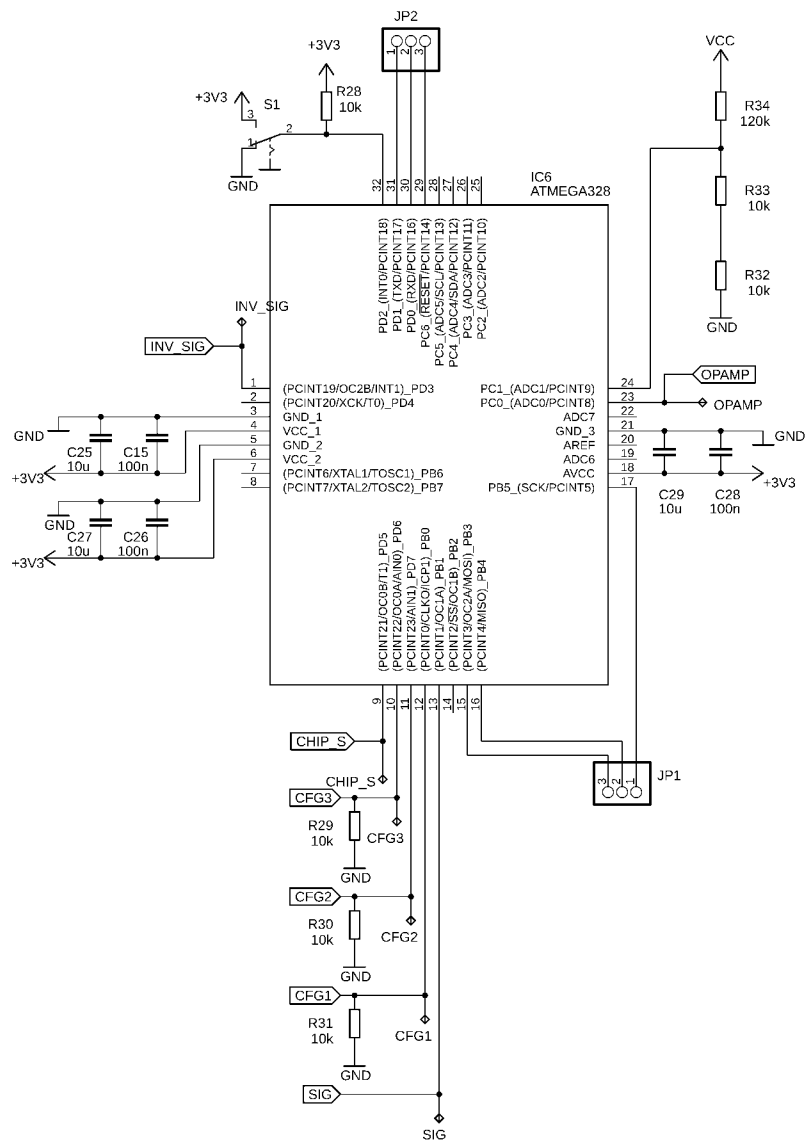 JP2
1
2
3
+3V3
R28
10k
+3V3
S1
3
2
1
GND
VCC
R34
120k
R33
10k
R32
10k
GND
IC6
ATMEGA328
32
31
30
29
28
27
26
25
PD2_(INT0/PCINT18)
PD1_(TXD/PCINT17)
PD0_(RXD/PCINT16)
PC6_(RESET/PCINT14)
PC5_(ADC5/SCL/PCINT13)
PC4_(ADC4/SDA/PCINT12)
PC3_(ADC3/PCINT11)
PC2_(ADC2/PCINT10)
INV_SIG
INV_SIG
1 (PCINT19/OC2B/INT1)_PD3
2 (PCINT20/XCK/T0)_PD4
3 GND_1
4 VCC_1
5 GND_2
6 VCC_2
7 (PCINT6/XTAL1/TOSC1)_PB6
8 (PCINT7/XTAL2/TOSC2)_PB7
PC1_(ADC1/PCINT9) 24
PC0_(ADC0/PCINT8) 23
ADC7 22
GND_3 21
AREF 20
ADC6 19
AVCC 18
PB5_(SCK/PCINT5) 17
OPAMP
OPAMP
GND
C25
10u
C15
100n
+3V3
GND
C27
10u
C26
100n
+3V3
GND
C29
10u
C28
100n
+3V3
(PCINT21/OC0B/T1)_PD5
(PCINT22/OC0A/AIN0)_PD6
(PCINT23/AIN1)_PD7
(PCINT0/CLKO/ICP1)_PB0
(PCINT1/OC1A)_PB1
(PCINT2/SS/OC1B)_PB2
(PCINT3/OC2A/MOSI)_PB3
(PCINT4/MISO)_PB4
9
10
11
12
13
14
15
16
JP1
3
2
1
CHIP_S
CHIP_S
CFG3
R29
10k
CFG3
GND
CFG2
R30
10k
CFG2
GND
CFG1
R31
10k
CFG1
GND
SIG
SIG